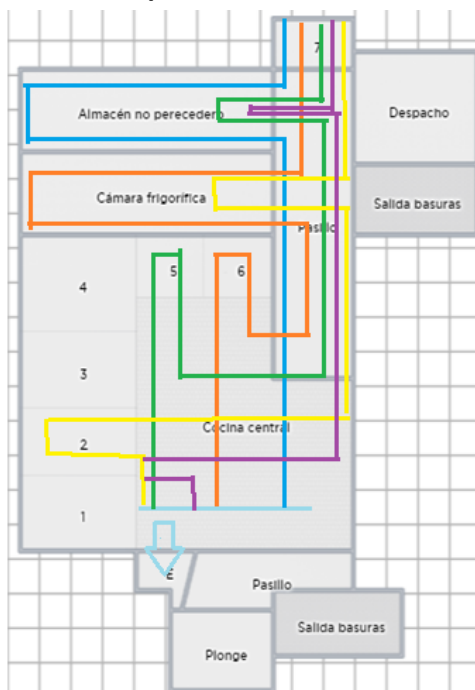 7
Almacén no perecedero
Despacho
Cámara frigorífica
Salida basuras
Pasillo
5
6
4
3
Cocina central
2
1
E
Pasillo
Salida basuras
Plonge